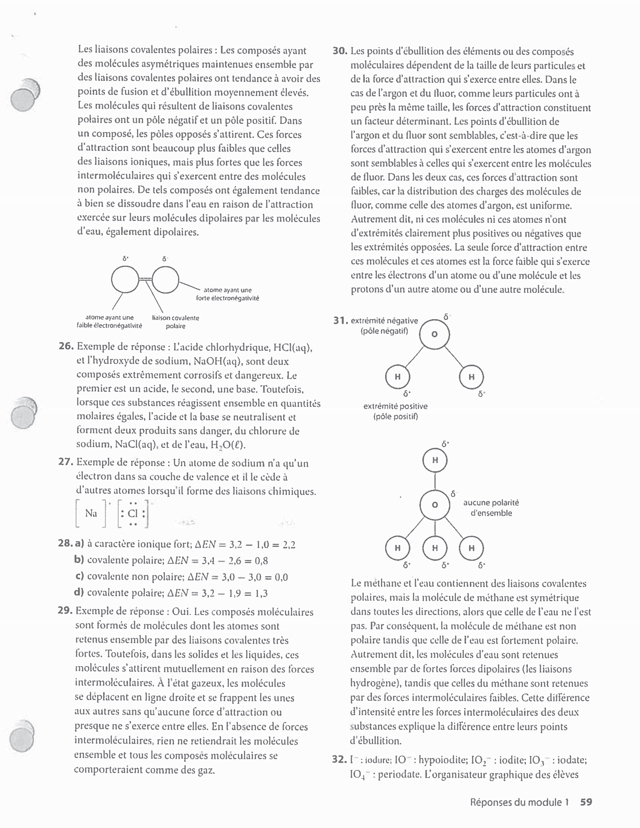 Les liaisons covalentes polaires : Les composés ayant
des molécules asymétriques maintenues ensemble par
des liaisons covalentes polaires ont tendance à avoir des
points de fusion et d'ébullition moyennement élevés.
Les molécules qui résultent de liaisons covalentes
polaires ont un pôle négatif et un pôle positif. Dans
un composé, les pôles opposés s'attirent. Ces forces
d'attraction sont beaucoup plus faibles que celles
des liaisons ioniques, mais plus fortes que les forces
intermoléculaires qui s'exercent entre des molécules
non polaires. De tels composés ont également tendance
à bien se dissoudre dans l'eau en raison de l'attraction
exercée sur leurs molécules dipolaires par les molécules
d'eau, également dipolaires.
δ⁺ δ⁻
atome ayant une
forte électronégativité
atome ayant une
faible électronégativité
liaison covalente
polaire
26. Exemple de réponse : L'acide chlorhydrique, HCl(aq),
et l'hydroxyde de sodium, NaOH(aq), sont deux
composés extrêmement corrosifs et dangereux. Le
premier est un acide, le second, une base. Toutefois,
lorsque ces substances réagissent ensemble en quantités
molaires égales, l'acide et la base se neutralisent et
forment deux produits sans danger, du chlorure de
sodium, NaCl(aq), et de l'eau, H₂O(ℓ).
27. Exemple de réponse : Un atome de sodium n'a qu'un
électron dans sa couche de valence et il le cède à
d'autres atomes lorsqu'il forme des liaisons chimiques.
[Na]⁺ [:Cl:]⁻
28. a) à caractère ionique fort; ΔEN = 3,2 − 1,0 = 2,2
b) covalente polaire; ΔEN = 3,4 − 2,6 = 0,8
c) covalente non polaire; ΔEN = 3,0 − 3,0 = 0,0
d) covalente polaire; ΔEN = 3,2 − 1,9 = 1,3
29. Exemple de réponse : Oui. Les composés moléculaires
sont formés de molécules dont les atomes sont
retenus ensemble par des liaisons covalentes très
fortes. Toutefois, dans les solides et les liquides, ces
molécules s'attirent mutuellement en raison des forces
intermoléculaires. À l'état gazeux, les molécules
se déplacent en ligne droite et se frappent les unes
aux autres sans qu'aucune force d'attraction ou
presque ne s'exerce entre elles. En l'absence de forces
intermoléculaires, rien ne retiendrait les molécules
ensemble et tous les composés moléculaires se
comporteraient comme des gaz.
30. Les points d'ébullition des éléments ou des composés
moléculaires dépendent de la taille de leurs particules et
de la force d'attraction qui s'exerce entre elles. Dans le
cas de l'argon et du fluor, comme leurs particules ont à
peu près la même taille, les forces d'attraction constituent
un facteur déterminant. Les points d'ébullition de
l'argon et du fluor sont semblables, c'est-à-dire que les
forces d'attraction qui s'exercent entre les atomes d'argon
sont semblables à celles qui s'exercent entre les molécules
de fluor. Dans les deux cas, ces forces d'attraction sont
faibles, car la distribution des charges des molécules de
fluor, comme celle des atomes d'argon, est uniforme.
Autrement dit, ni ces molécules ni ces atomes n'ont
d'extrémités clairement plus positives ou négatives que
les extrémités opposées. La seule force d'attraction entre
ces molécules et ces atomes est la force faible qui s'exerce
entre les électrons d'un atome ou d'une molécule et les
protons d'un autre atome ou d'une autre molécule.
31. extrémité négative
(pôle négatif)
δ⁻
O
H H
δ⁺ δ⁺
extrémité positive
(pôle positif)
δ⁺
H
δ
O
aucune polarité
d'ensemble
H H H
δ⁺ δ⁺ δ⁺
Le méthane et l'eau contiennent des liaisons covalentes
polaires, mais la molécule de méthane est symétrique
dans toutes les directions, alors que celle de l'eau ne l'est
pas. Par conséquent, la molécule de méthane est non
polaire tandis que celle de l'eau est fortement polaire.
Autrement dit, les molécules d'eau sont retenues
ensemble par de fortes forces dipolaires (les liaisons
hydrogène), tandis que celles du méthane sont retenues
par des forces intermoléculaires faibles. Cette différence
d'intensité entre les forces intermoléculaires des deux
substances explique la différence entre leurs points
d'ébullition.
32. I⁻ : iodure; IO⁻ : hypoiodite; IO₂⁻ : iodite; IO₃⁻ : iodate;
IO₄⁻ : periodate. L'organisateur graphique des élèves
Réponses du module 1 59